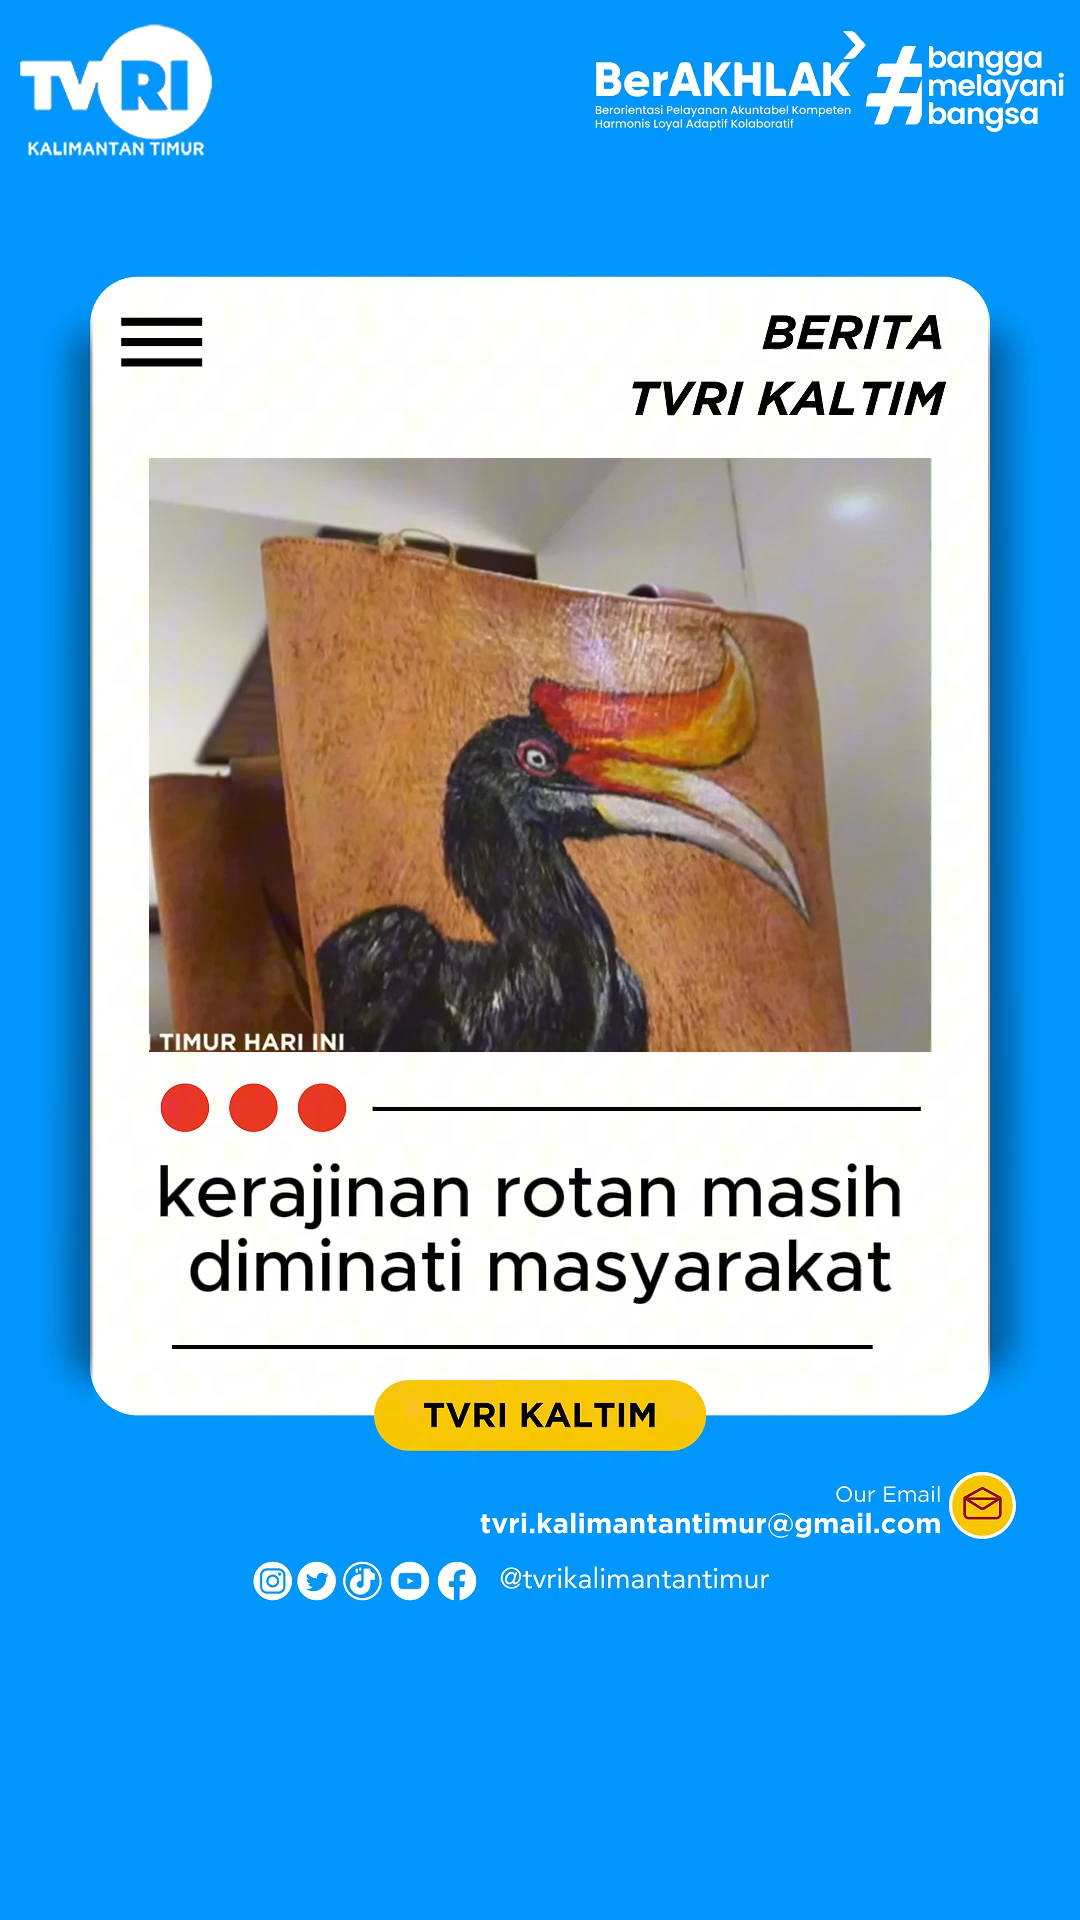 TVRI
KALIMANTAN TIMUR
BerAKHLAK
Berorientasi Pelayanan Akuntabel Kompeten
Harmonis Loyal Adaptif Kolaboratif
#bangga
melayani
bangsa
BERITA
TVRI KALTIM
TIMUR HARI INI
kerajinan rotan masih
diminati masyarakat
TVRI KALTIM
Our Email
tvri.kalimantantimur@gmail.com
@tvrikalimantantimur